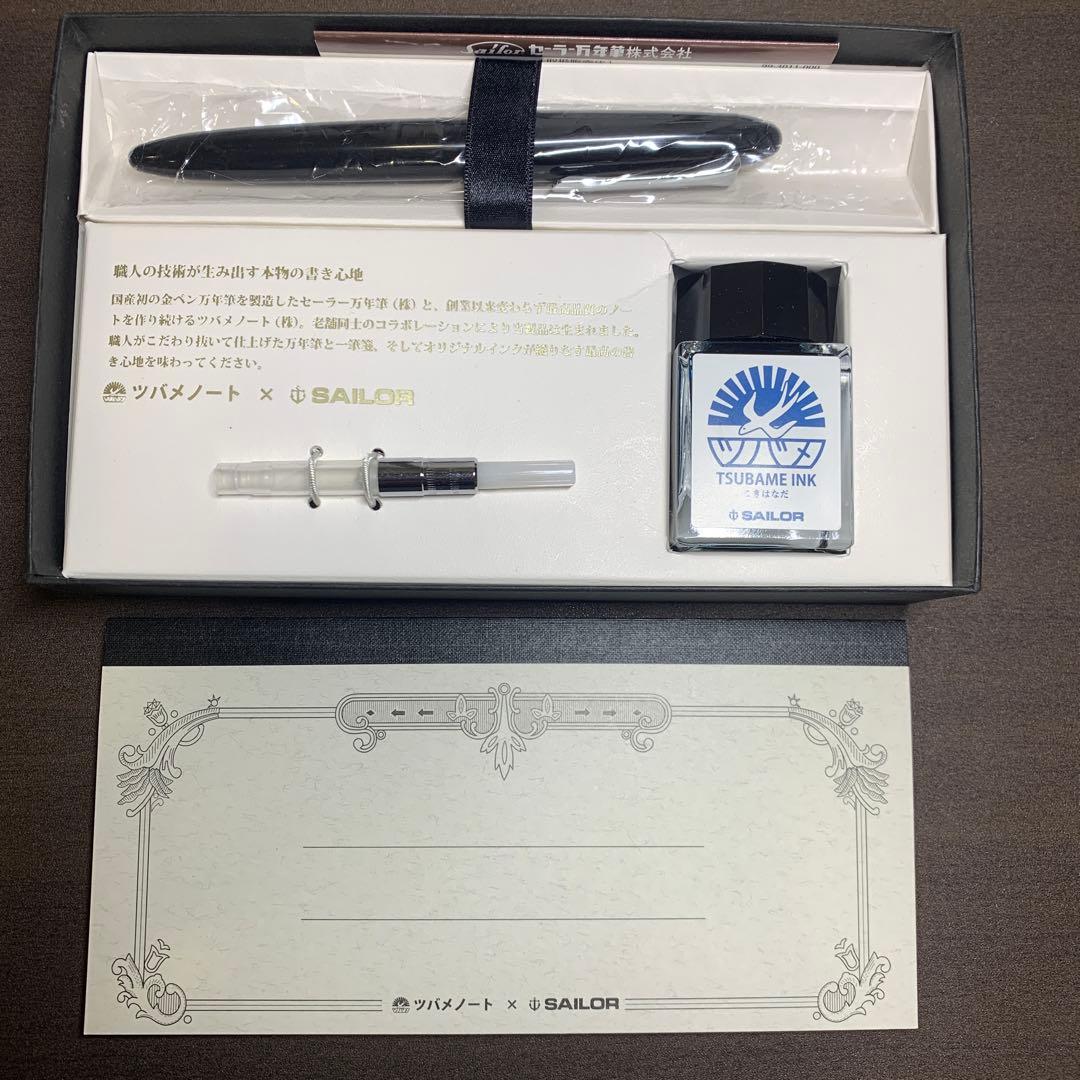 Sailor セーラー万年筆株式会社
職人の技術が生み出す本物の書き心地
国産初の金ペン万年筆を製造したセーラー万年筆(株)と、創業以来変わらず最高品質のノー
トを作り続けるツバメノート(株)。老舗同士のコラボレーションにより当製品は生まれました。
職人がこだわり抜いて仕上げた万年筆と一筆箋、そしてオリジナルインクが織りなす最高の書
き心地を味わってください。
ツバメノート × SAILOR
ツバメ
TSUBAME INK
こきはなだ
SAILOR
ツバメノート × SAILOR